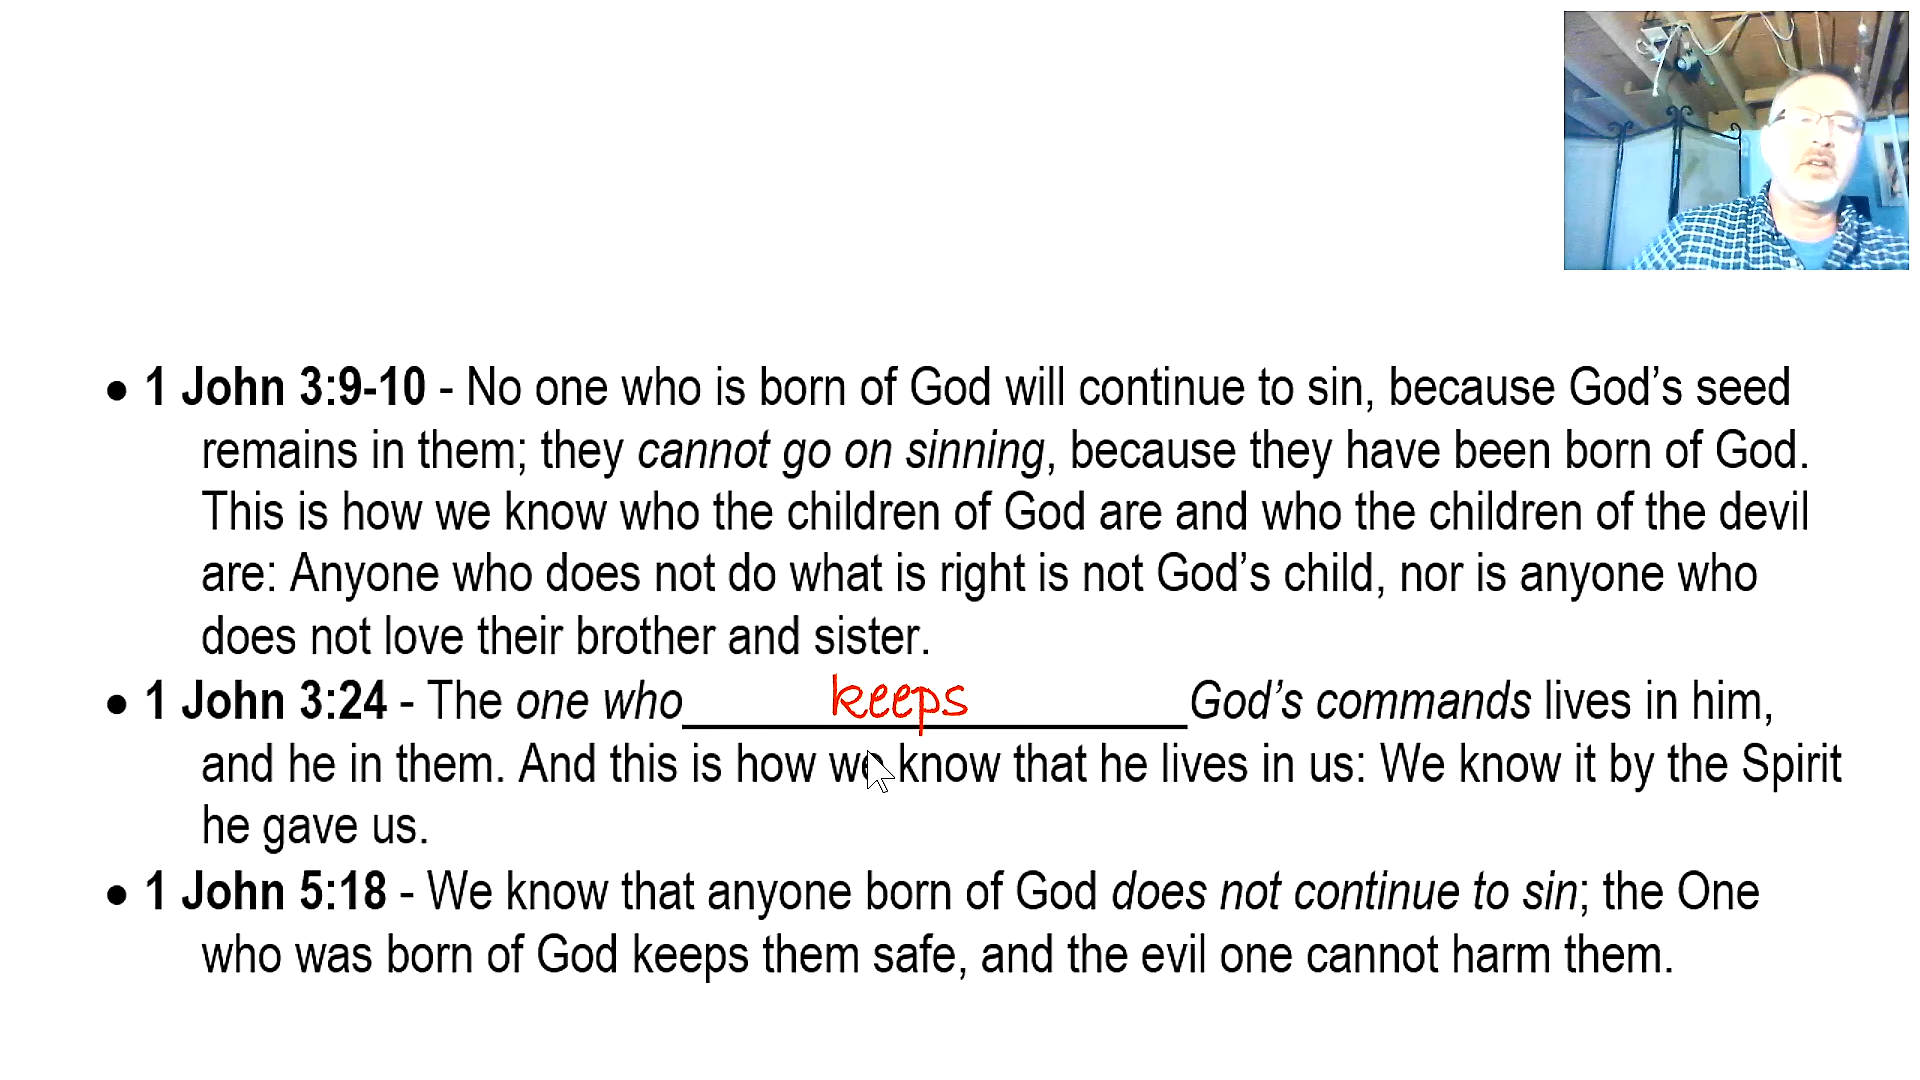 ● 1 John 3:9-10 - No one who is born of God will continue to sin, because God’s seed
remains in them; they cannot go on sinning, because they have been born of God.
This is how we know who the children of God are and who the children of the devil
are: Anyone who does not do what is right is not God’s child, nor is anyone who
does not love their brother and sister.
● 1 John 3:24 - The one who keeps God’s commands lives in him,
and he in them. And this is how we know that he lives in us: We know it by the Spirit
he gave us.
● 1 John 5:18 - We know that anyone born of God does not continue to sin; the One
who was born of God keeps them safe, and the evil one cannot harm them.